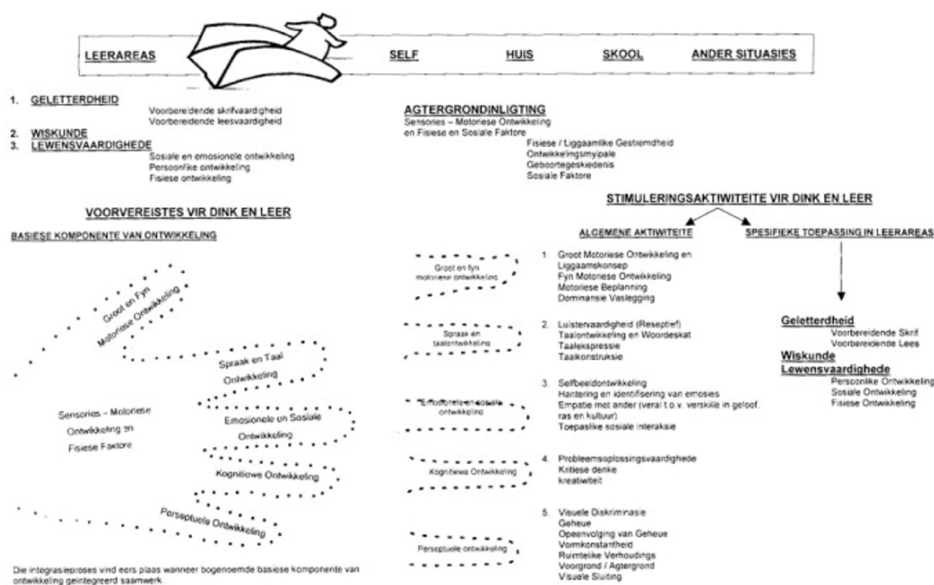 LEERAREAS
SELF
HUIS
SKOOL
ANDER SITUASIES
1. GELETTERDHEID
Voorbereidende skrifvaardigheid
Voorbereidende leesvaardigheid
2. WISKUNDE
3. LEWENSVAARDIGHEDE
Sosiale en emosionele ontwikkeling
Persoonlike ontwikkeling
Fisiese ontwikkeling
AGTERGRONDINLIGTING
Sensories – Motoriese Ontwikkeling
en Fisiese en Sosiale Faktore
Fisiese / Liggaamlike Gestremdheid
Ontwikkelingsmylpale
Geboortegeskiedenis
Sosiale Faktore
VOORVEREISTES VIR DINK EN LEER
BASIESE KOMPONENTE VAN ONTWIKKELING
Groot en Fyn
Motoriese Ontwikkeling
Spraak en Taal
Ontwikkeling
Sensories – Motoriese
Ontwikkeling en
Fisiese Faktore
Emosionele en Sosiale
Ontwikkeling
Kognitiewe Ontwikkeling
Perseptuele Ontwikkeling
Die integrasieproses vind eers plaas wanneer bogenoemde basiese komponente van
ontwikkeling geïntegreerd saamwerk.
STIMULERINGSAKTIWITEITE VIR DINK EN LEER
ALGEMENE AKTIWITEITE
SPESIFIEKE TOEPASSING IN LEERAREAS
Groot en fyn
motoriese ontwikkeling
1. Groot Motoriese Ontwikkeling en
Liggaamskonsep
Fyn Motoriese Ontwikkeling
Motoriese Beplanning
Dominansie Vaslegging
Spraak en
taalontwikkeling
2. Luistervaardigheid (Reseptief)
Taalontwikkeling en Woordeskat
Taalekspressie
Taalkonstruksie
Emosionele en sosiale
ontwikkeling
3. Selfbeeldontwikkeling
Hantering en identifisering van emosies
Empatie met ander (veral t.o.v. verskille in geloof,
ras en kultuur)
Toepaslike sosiale interaksie
Kognitiewe Ontwikkeling
4. Probleemsoplossingsvaardighede
Kritiese denke
kreatiwiteit
Perseptuele ontwikkeling
5. Visuele Diskriminasie
Geheue
Opeenvolging van Geheue
Vormkonstantheid
Ruimtelike Verhoudings
Voorgrond / Agtergrond
Visuele Sluiting
Geletterdheid
Voorbereidende Skrif
Voorbereidende Lees
Wiskunde
Lewensvaardighede
Persoonlike Ontwikkeling
Sosiale Ontwikkeling
Fisiese Ontwikkeling